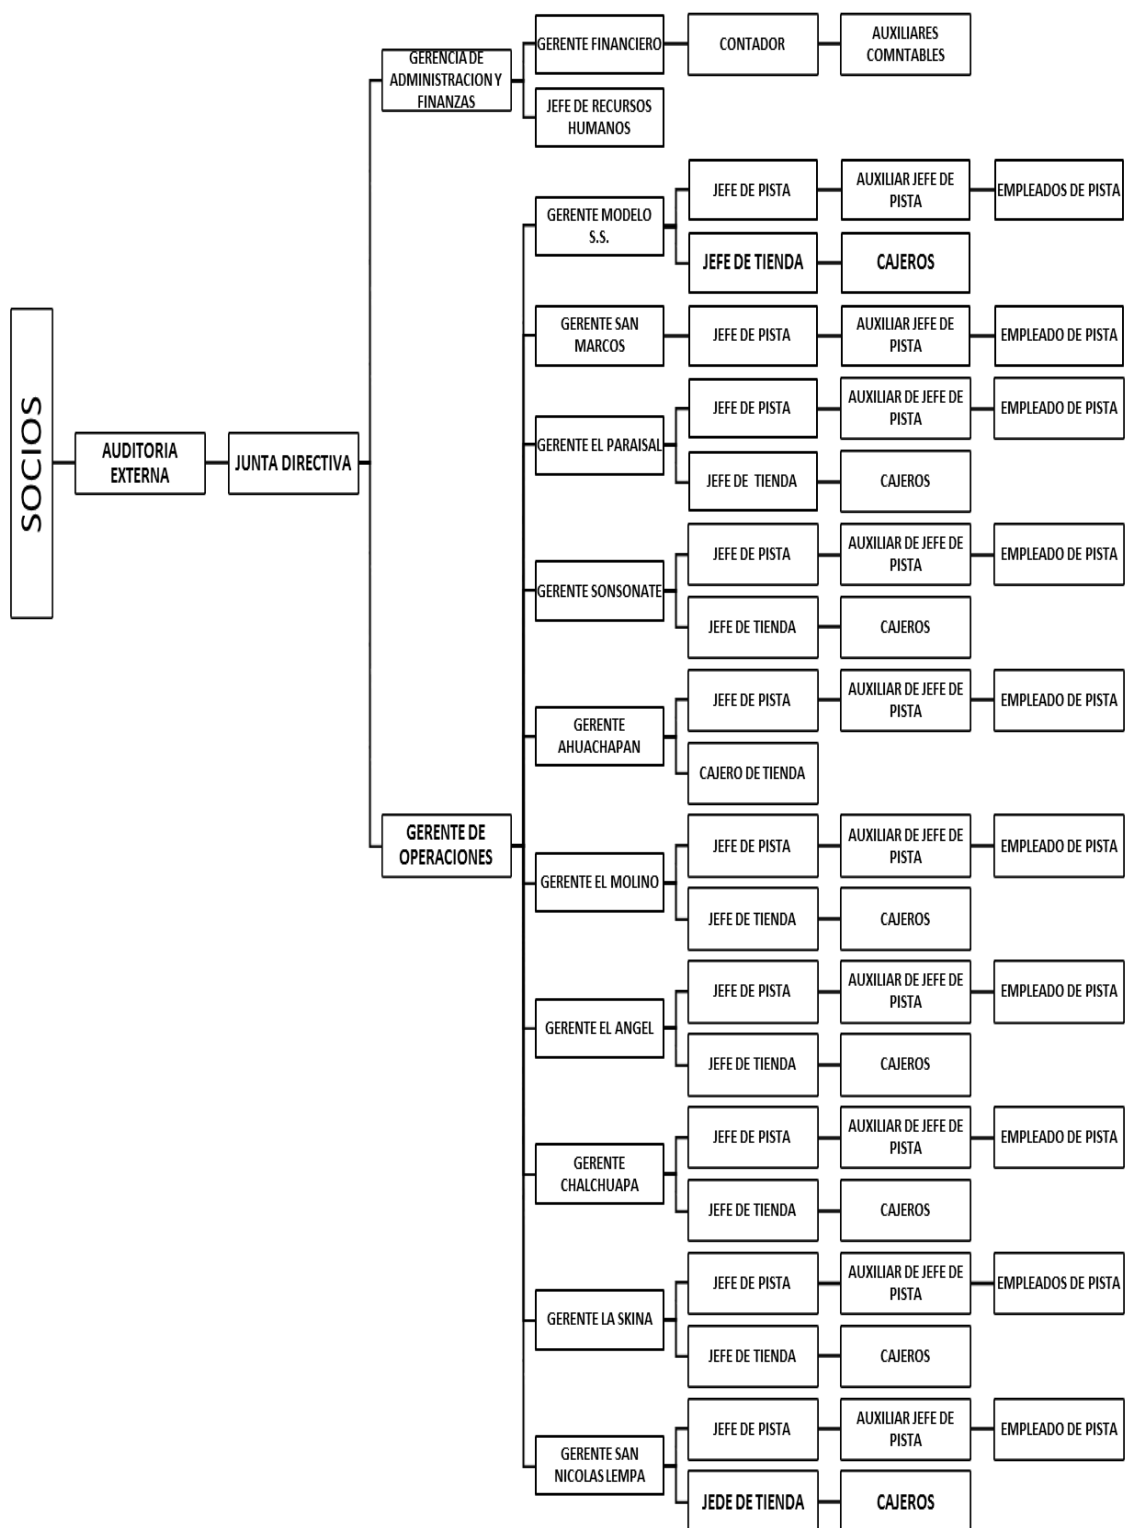 SOCIOS
AUDITORIA
EXTERNA
JUNTA DIRECTIVA
GERENCIA DE
ADMINISTRACION Y
FINANZAS
GERENTE FINANCIERO
CONTADOR
AUXILIARES
COMNTABLES
JEFE DE RECURSOS
HUMANOS
GERENTE DE
OPERACIONES
GERENTE MODELO
S.S.
JEFE DE PISTA
AUXILIAR JEFE DE
PISTA
EMPLEADOS DE PISTA
JEFE DE TIENDA
CAJEROS
GERENTE SAN
MARCOS
JEFE DE PISTA
AUXILIAR JEFE DE
PISTA
EMPLEADO DE PISTA
GERENTE EL PARAISAL
JEFE DE PISTA
AUXILIAR DE JEFE DE
PISTA
EMPLEADO DE PISTA
JEFE DE TIENDA
CAJEROS
GERENTE SONSONATE
JEFE DE PISTA
AUXILIAR DE JEFE DE
PISTA
EMPLEADO DE PISTA
JEFE DE TIENDA
CAJEROS
GERENTE
AHUACHAPAN
JEFE DE PISTA
AUXILIAR DE JEFE DE
PISTA
EMPLEADO DE PISTA
CAJERO DE TIENDA
GERENTE EL MOLINO
JEFE DE PISTA
AUXILIAR DE JEFE DE
PISTA
EMPLEADO DE PISTA
JEFE DE TIENDA
CAJEROS
GERENTE EL ANGEL
JEFE DE PISTA
AUXILIAR DE JEFE DE
PISTA
EMPLEADO DE PISTA
JEFE DE TIENDA
CAJEROS
GERENTE
CHALCHUAPA
JEFE DE PISTA
AUXILIAR DE JEFE DE
PISTA
EMPLEADO DE PISTA
JEFE DE TIENDA
CAJEROS
GERENTE LA SKINA
JEFE DE PISTA
AUXILIAR DE JEFE DE
PISTA
EMPLEADOS DE PISTA
JEFE DE TIENDA
CAJEROS
GERENTE SAN
NICOLAS LEMPA
JEFE DE PISTA
AUXILIAR JEFE DE
PISTA
EMPLEADO DE PISTA
JEDE DE TIENDA
CAJEROS